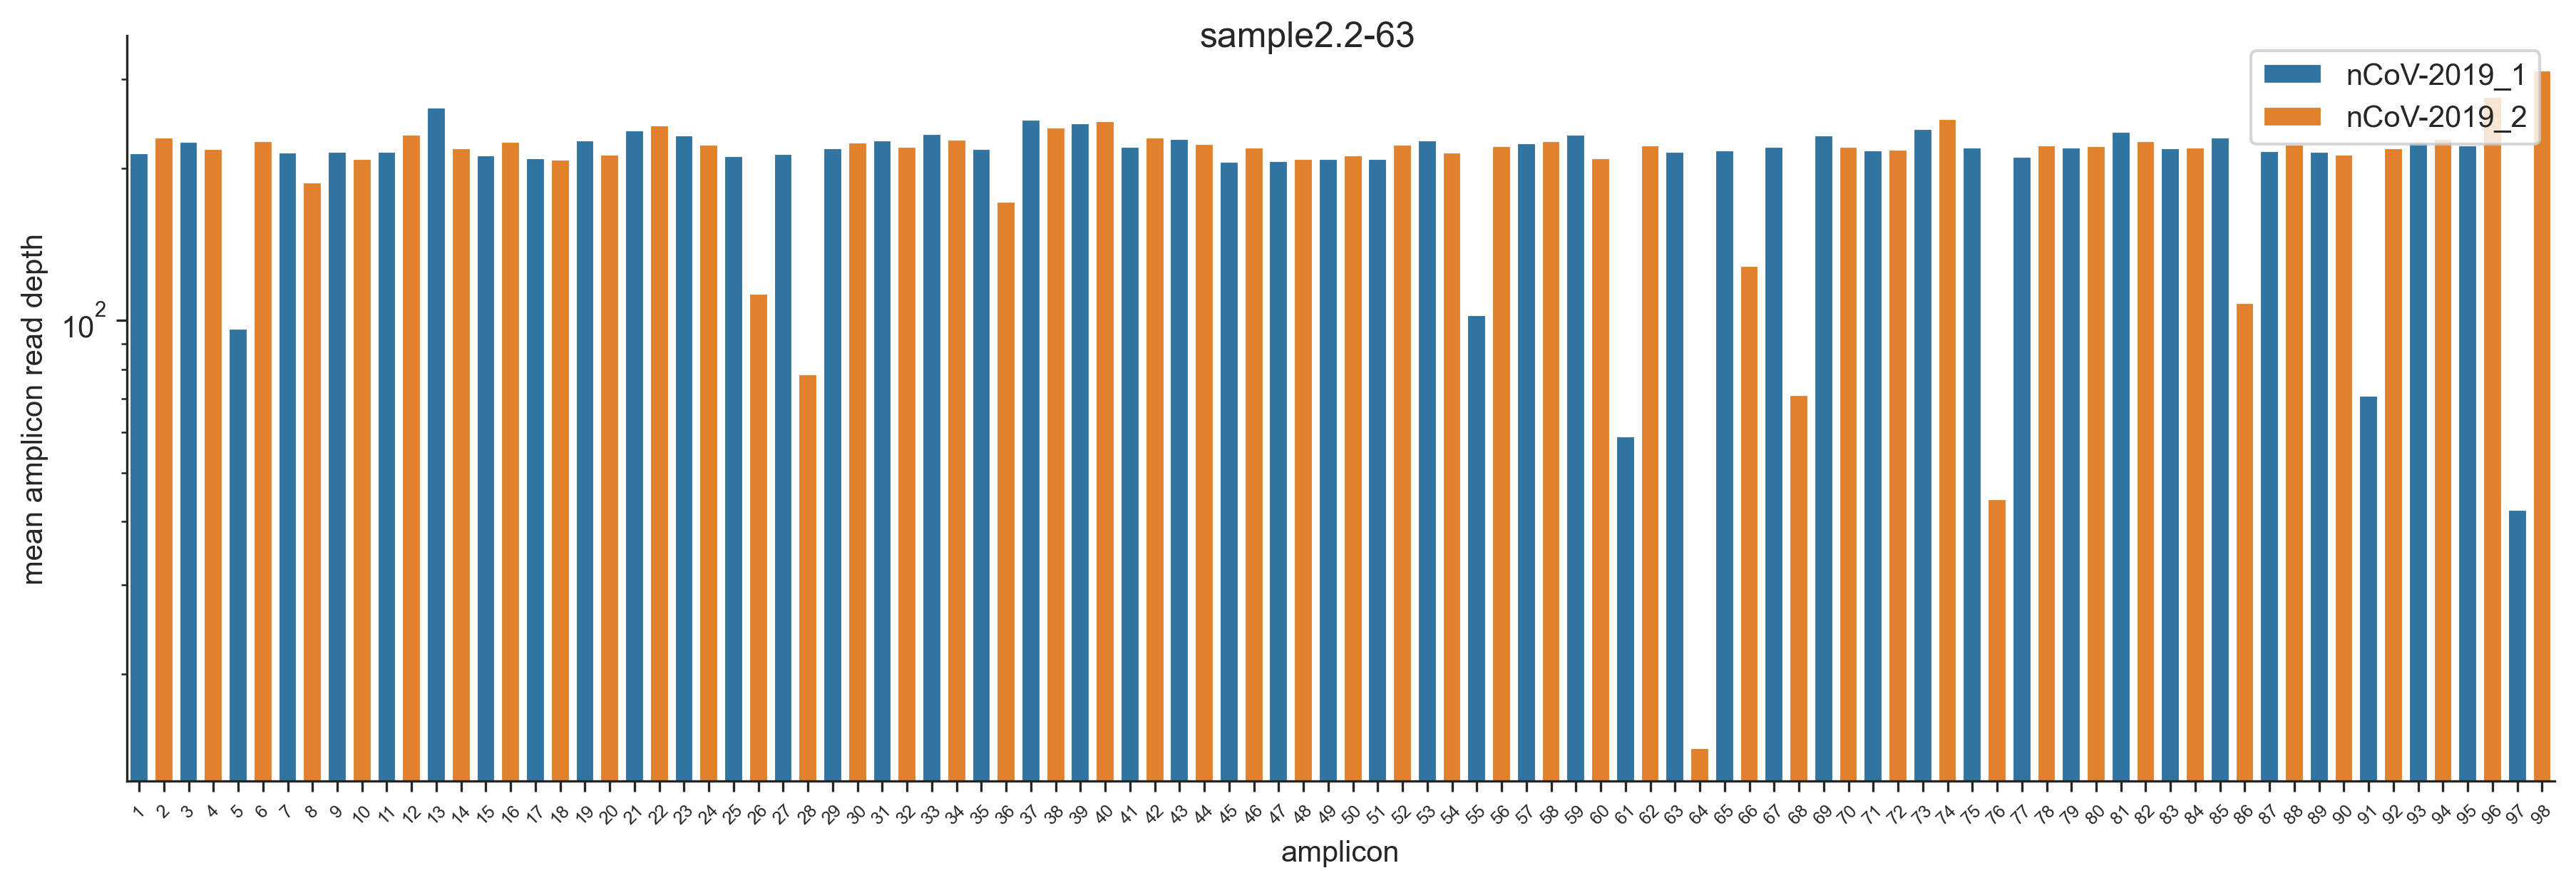 sample2.2-63
nCoV-2019_1
nCoV-2019_2
mean amplicon read depth
10²
1 2 3 4 5 6 7 8 9 10 11 12 13 14 15 16 17 18 19 20 21 22 23 24 25 26 27 28 29 30 31 32 33 34 35 36 37 38 39 40 41 42 43 44 45 46 47 48 49 50 51 52 53 54 55 56 57 58 59 60 61 62 63 64 65 66 67 68 69 70 71 72 73 74 75 76 77 78 79 80 81 82 83 84 85 86 87 88 89 90 91 92 93 94 95 96 97 98
amplicon